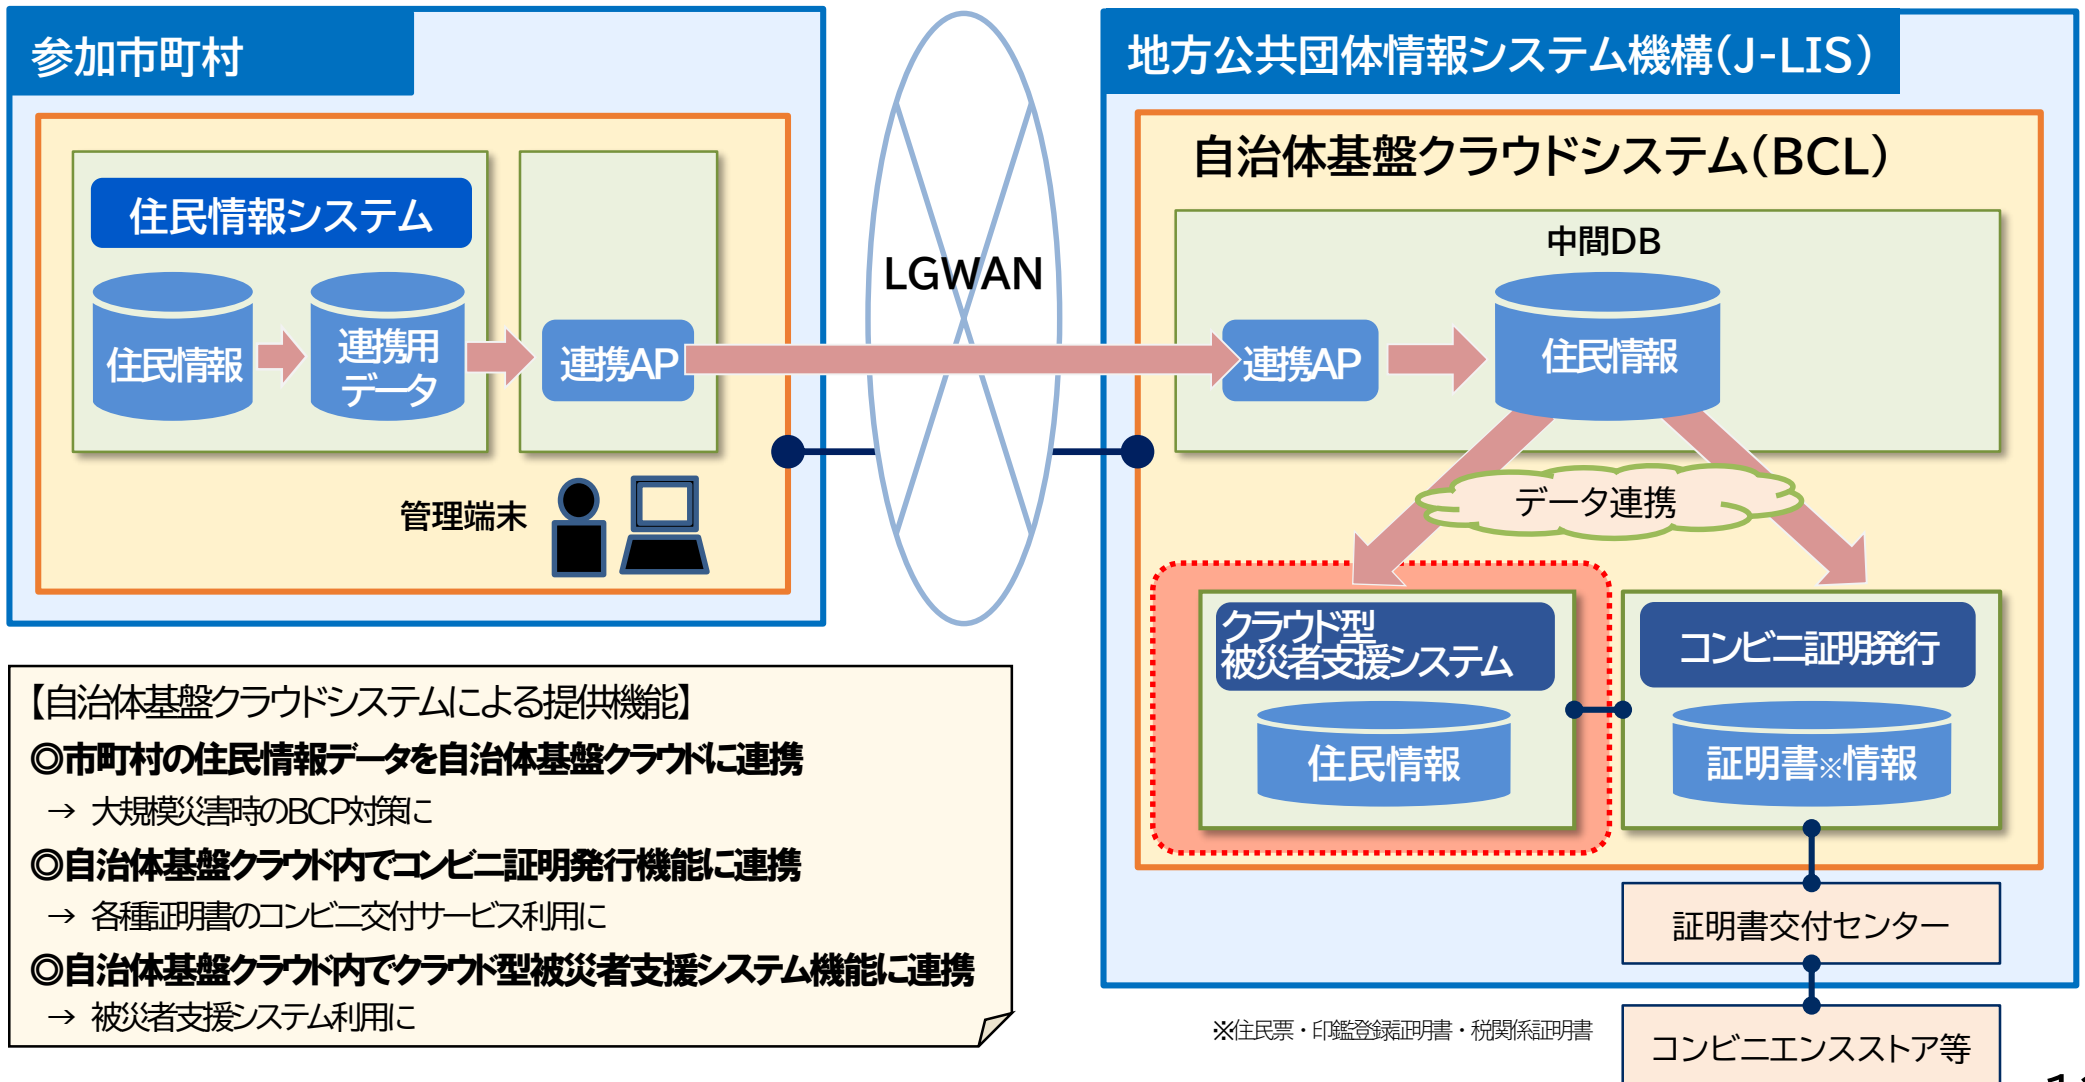 参加市町村
住民情報システム
住民情報
連携用
データ
連携AP
管理端末
LGWAN
地方公共団体情報システム機構(J-LIS)
自治体基盤クラウドシステム(BCL)
中間DB
連携AP
住民情報
データ連携
クラウド型
被災者支援システム
住民情報
コンビニ証明発行
証明書※情報
証明書交付センター
コンビニエンスストア等
※住民票・印鑑登録証明書・税関係証明書
【自治体基盤クラウドシステムによる提供機能】
◎市町村の住民情報データを自治体基盤クラウドに連携
→ 大規模災害時のBCP対策に
◎自治体基盤クラウド内でコンビニ証明発行機能に連携
→ 各種証明書のコンビニ交付サービス利用に
◎自治体基盤クラウド内でクラウド型被災者支援システム機能に連携
→ 被災者支援システム利用に